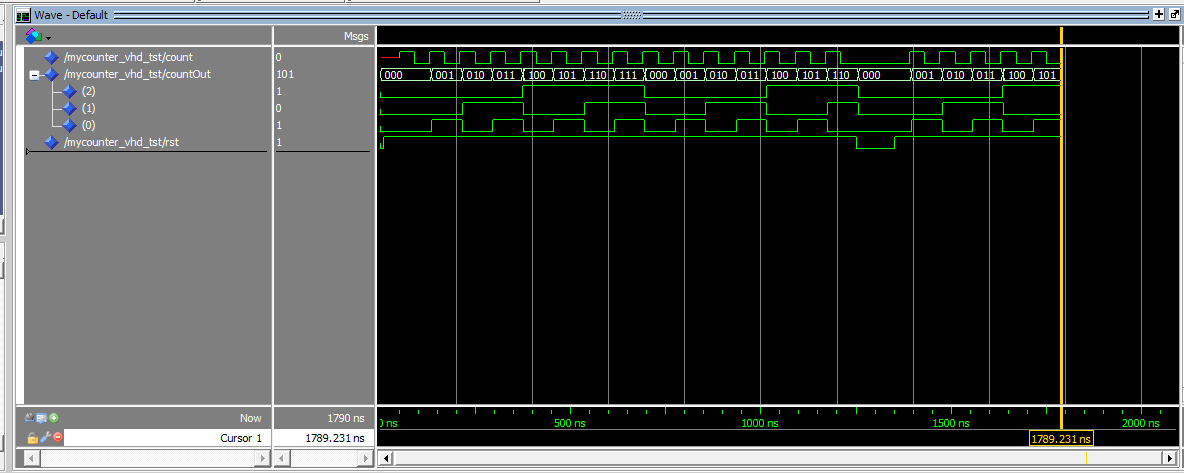 Wave - Default
Msgs
/mycounter_vhd_tst/count 0
/mycounter_vhd_tst/countOut 101 000 001 010 011 100 101 110 111 000 001 010 011 100 101 110 000 001 010 011 100 101
(2) 1
(1) 0
(0) 1
/mycounter_vhd_tst/rst 1
Now 1790 ns ns 500 ns 1000 ns 1500 ns 2000 ns
Cursor 1 1789.231 ns 1789.231 ns